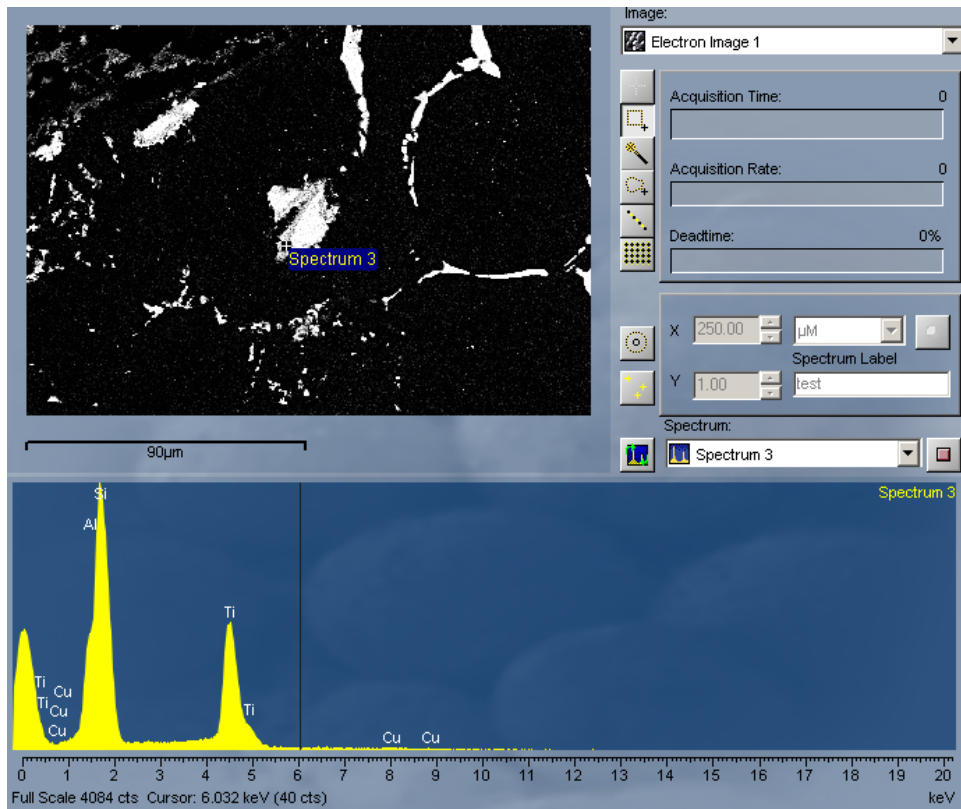 Image:
Electron Image 1
Acquisition Time: 0
Acquisition Rate: 0
Deadtime: 0%
Spectrum 3
X 250.00 µM
Spectrum Label
Y 1.00 test
90µm
Spectrum:
Spectrum 3
Spectrum 3
Si
Al
Ti
Ti
Cu
Ti
Cu
Ti
Cu
Cu Cu
0 1 2 3 4 5 6 7 8 9 10 11 12 13 14 15 16 17 18 19 20
Full Scale 4084 cts Cursor: 6.032 keV (40 cts) keV